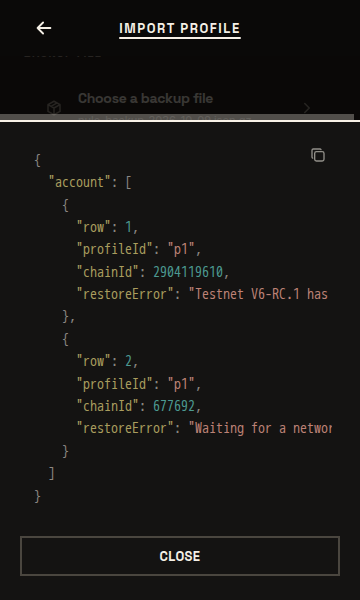 IMPORT PROFILE
Choose a backup file
{
"account": [
{
"row": 1,
"profileId": "p1",
"chainId": 2904119610,
"restoreError": "Testnet V6-RC.1 has
},
{
"row": 2,
"profileId": "p1",
"chainId": 677692,
"restoreError": "Waiting for a networ
}
]
}
CLOSE